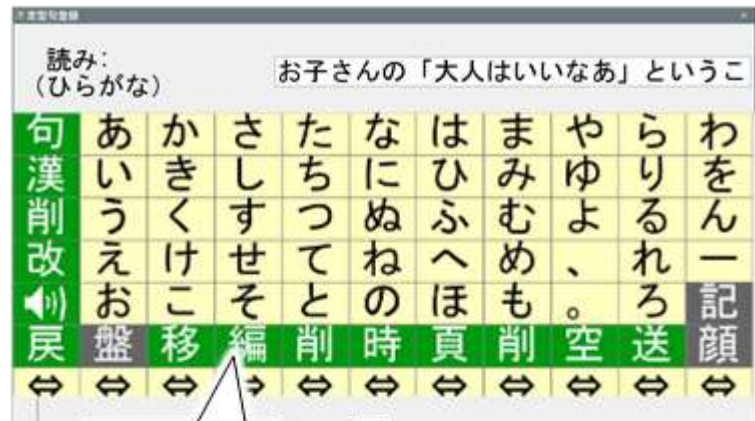 定型句登録
読み:
(ひらがな)
お子さんの「大人はいいなあ」というこ
句 あ か さ た な は ま や ら わ
漢 い き し ち に ひ み ゆ り を
削 う く す つ ぬ ふ む よ る ん
改 え け せ て ね へ め 、 れ ー
お こ そ と の ほ も 。 ろ 記
戻 盤 移 編 削 時 頁 削 空 送 顔
⇔ ⇔ ⇔ ⇔ ⇔ ⇔ ⇔ ⇔ ⇔ ⇔ ⇔